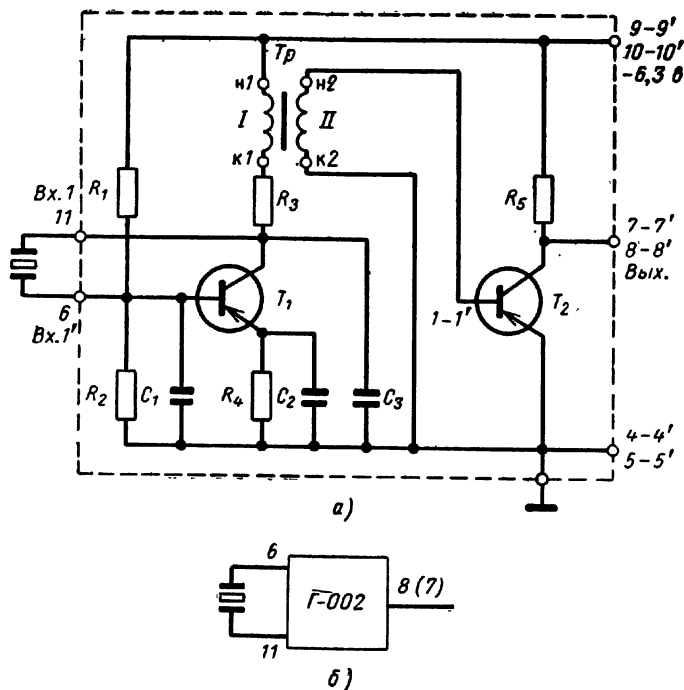 9–9'
10–10'
-6,3 в
Тр
н1
н2
I
II
к1
к2
R₁
R₃
R₅
Вх. 1
11
7–7'
8–8'
Вых.
6
Вх. 1'
T₁
1–1'
T₂
R₂
C₁
R₄
C₂
C₃
4–4'
5–5'
а)
6
Г-002
8 (7)
11
б)